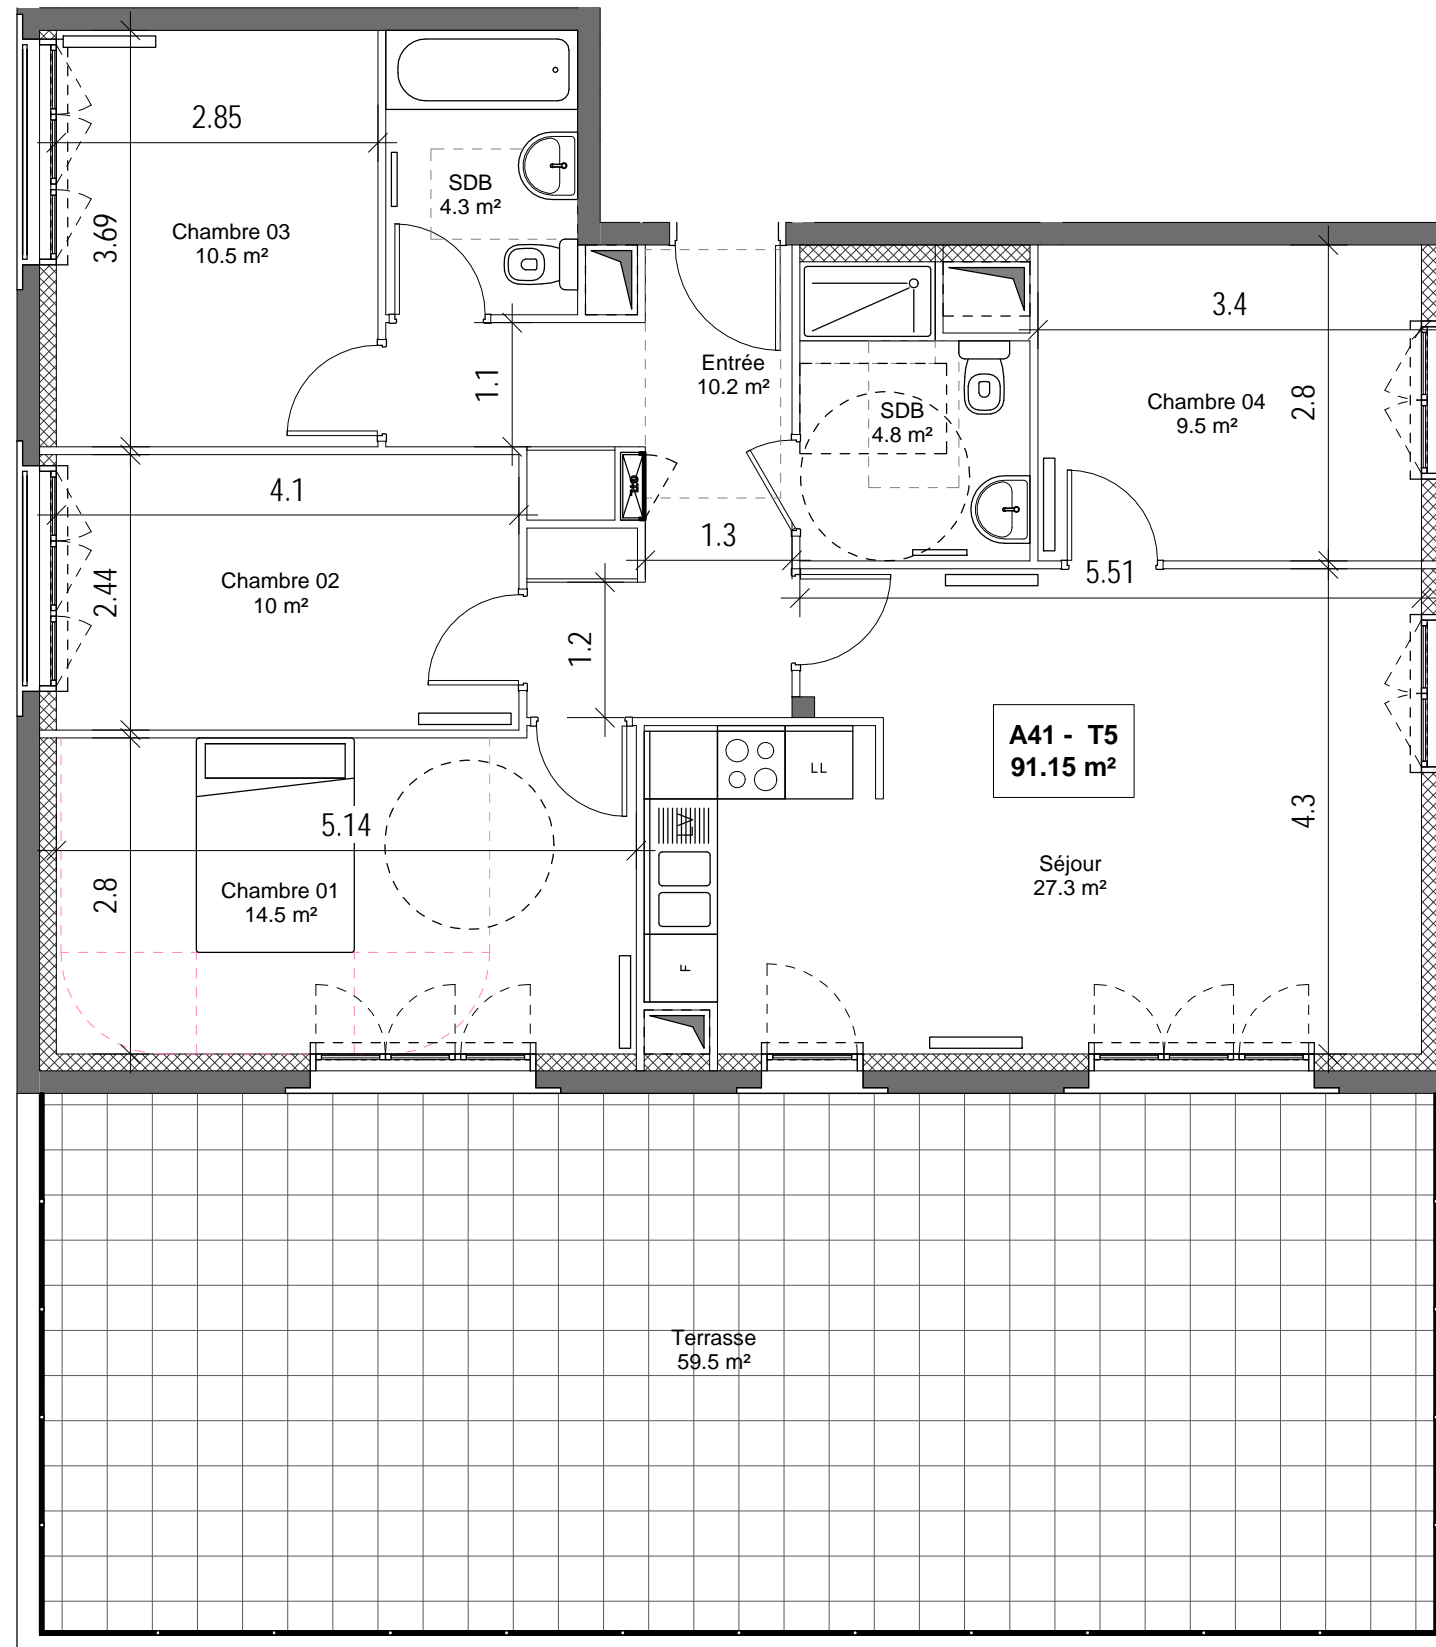 2.85
SDB
4.3 m²
3.69
Chambre 03
10.5 m²
3.4
1.1
Entrée
10.2 m²
SDB
4.8 m²
Chambre 04
9.5 m²
2.8
4.1
GTL
1.3
2.44
Chambre 02
10 m²
5.51
1.2
A41 - T5
91.15 m²
LL
LV
5.14
4.3
2.8
Chambre 01
14.5 m²
Séjour
27.3 m²
F
Terrasse
59.5 m²